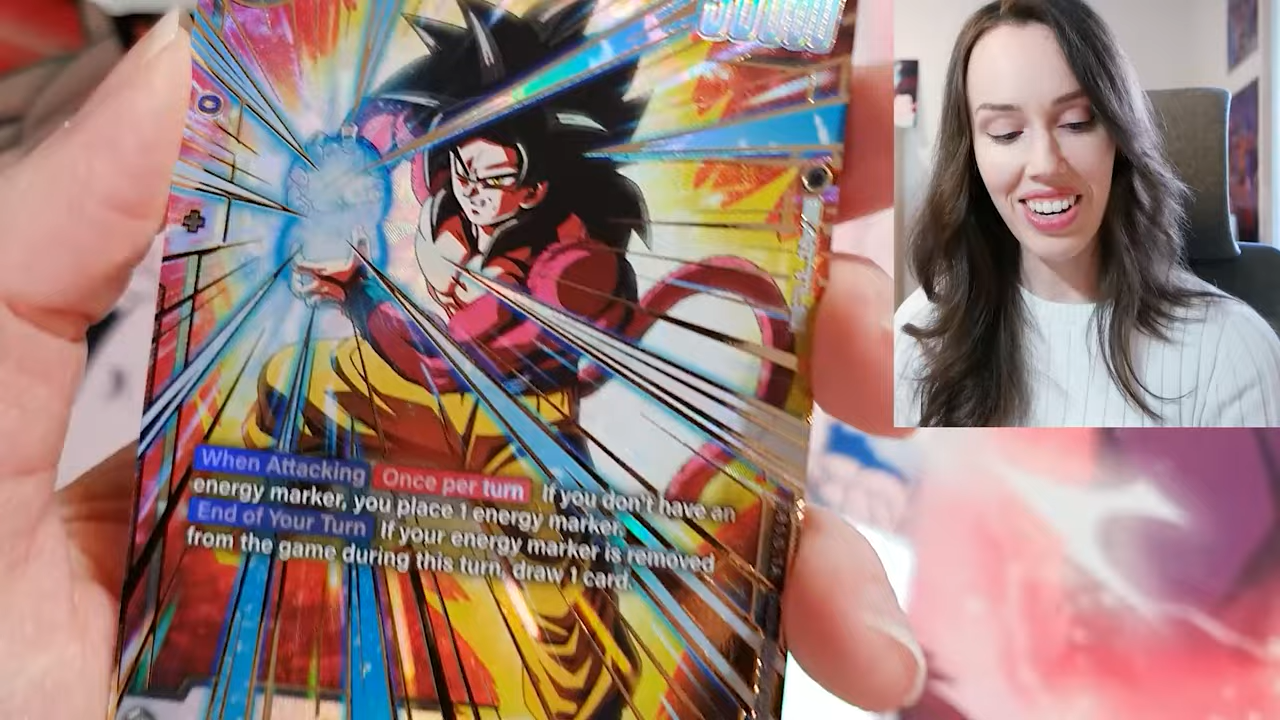 When Attacking Once per turn If you don't have an
energy marker, you place 1 energy marker.
End of Your Turn If your energy marker is removed
from the game during this turn, draw 1 card.